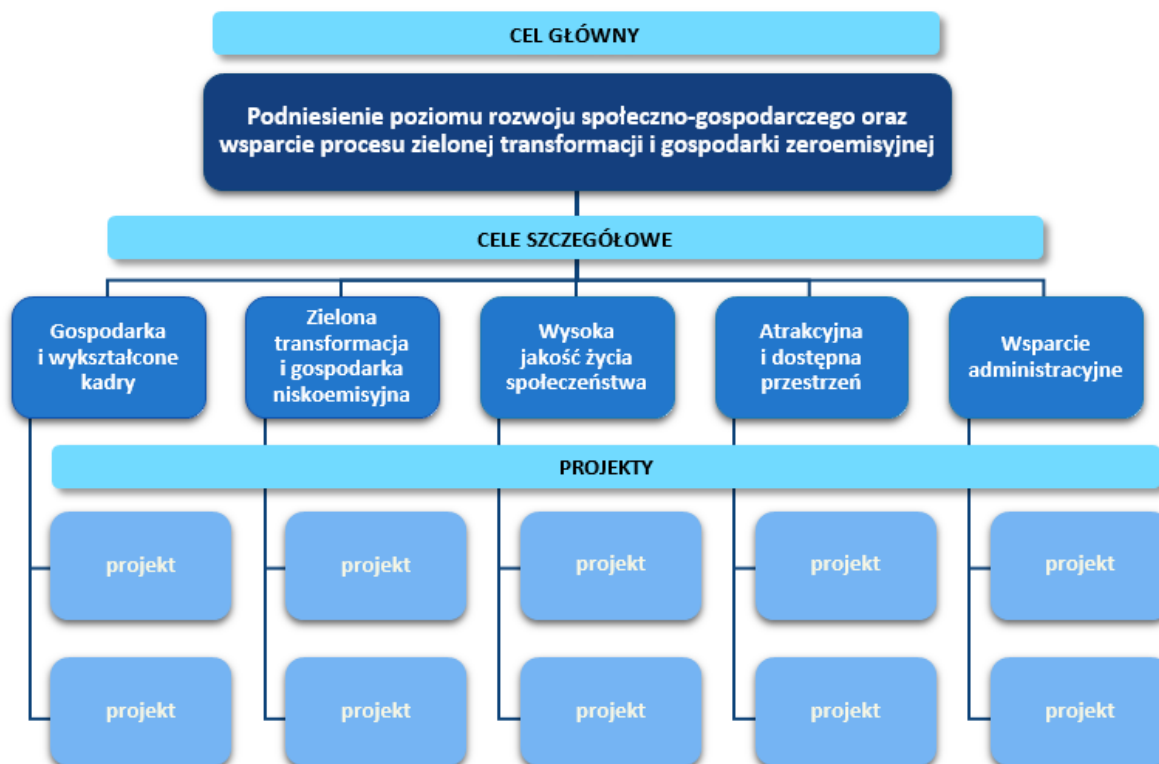 CEL GŁÓWNY
Podniesienie poziomu rozwoju społeczno-gospodarczego oraz
wsparcie procesu zielonej transformacji i gospodarki zeroemisyjnej
CELE SZCZEGÓŁOWE
Gospodarka
i wykształcone
kadry
Zielona
transformacja
i gospodarka
niskoemisyjna
Wysoka
jakość życia
społeczeństwa
Atrakcyjna
i dostępna
przestrzeń
Wsparcie
administracyjne
PROJEKTY
projekt
projekt
projekt
projekt
projekt
projekt
projekt
projekt
projekt
projekt